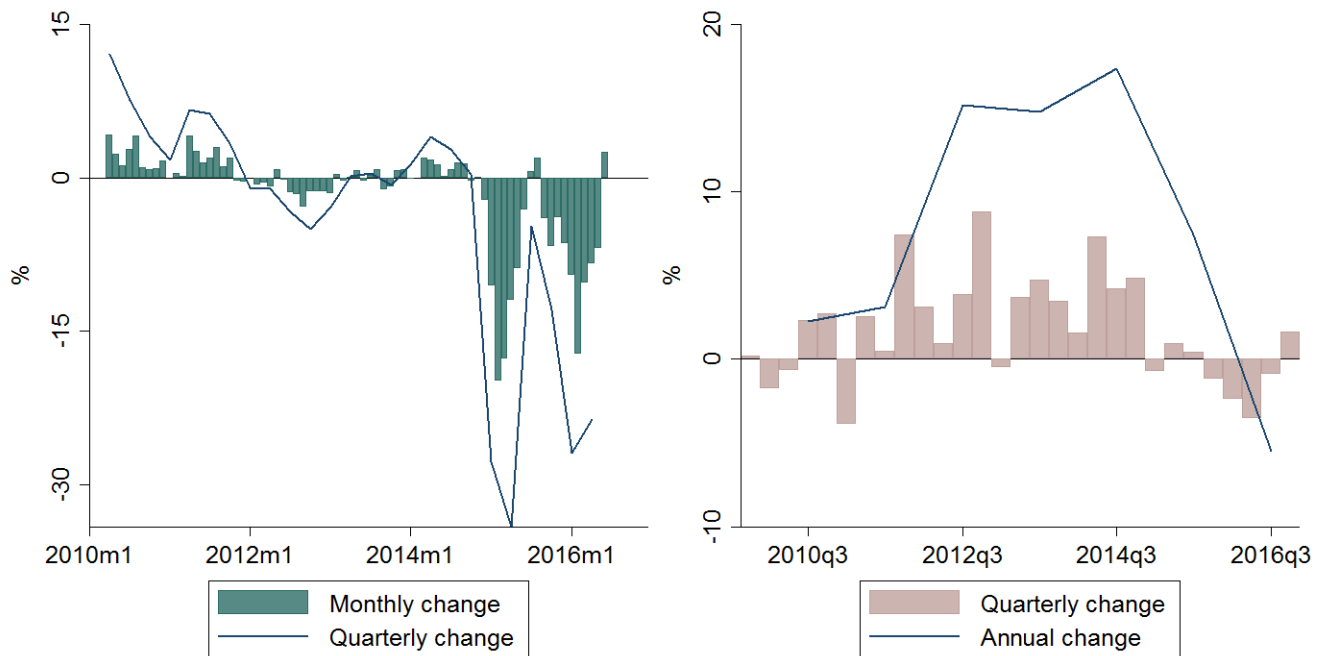 15
0
-15
-30
%
2010m1 2012m1 2014m1 2016m1
Monthly change
Quarterly change
20
10
0
-10
%
2010q3 2012q3 2014q3 2016q3
Quarterly change
Annual change